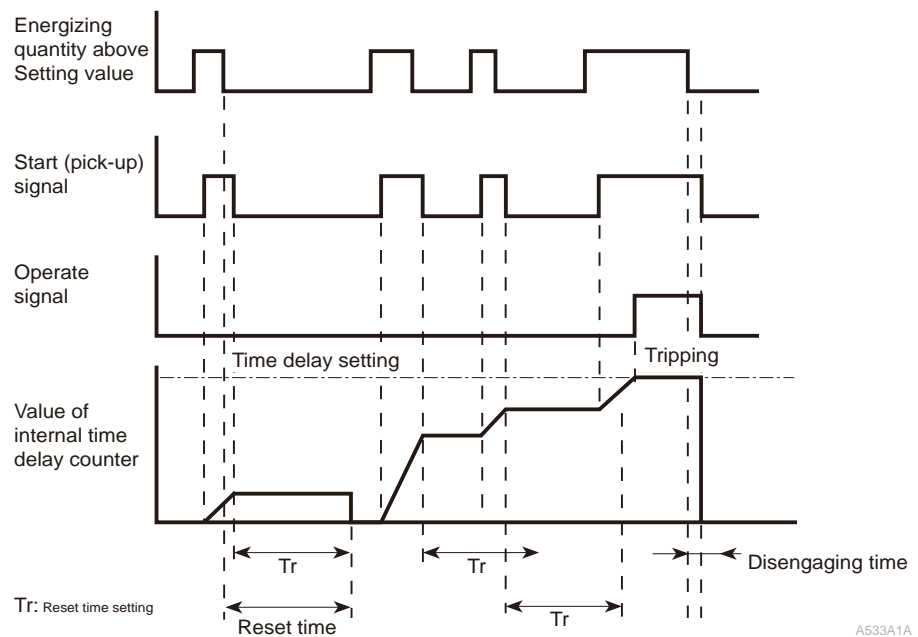 Energizing
quantity above
Setting value
Start (pick-up)
signal
Operate
signal
Time delay setting
Tripping
Value of
internal time
delay counter
Tr
Tr
Disengaging time
Tr: Reset time setting
Tr
Reset time
A533A1A